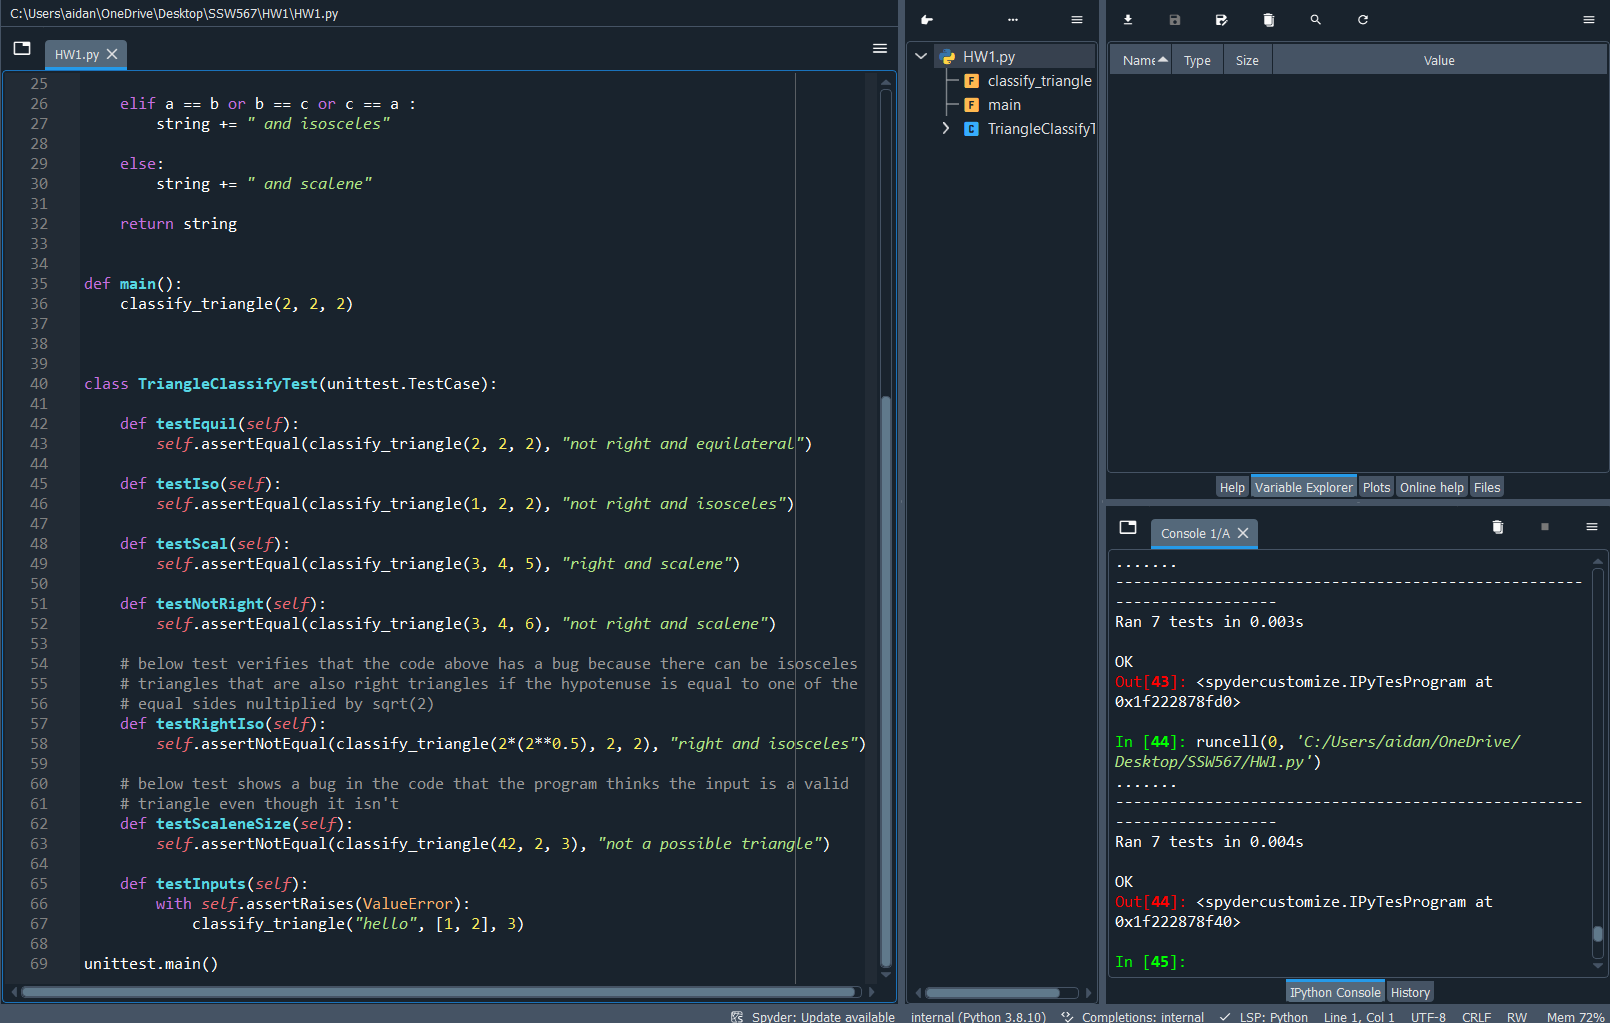 C:\Users\aidan\OneDrive\Desktop\SSW567\HW1\HW1.py
HW1.py
25
26 elif a == b or b == c or c == a :
27 string += " and isosceles"
28
29 else:
30 string += " and scalene"
31
32 return string
33
34
35 def main():
36 classify_triangle(2, 2, 2)
37
38
39
40 class TriangleClassifyTest(unittest.TestCase):
41
42 def testEquil(self):
43 self.assertEqual(classify_triangle(2, 2, 2), "not right and equilateral")
44
45 def testIso(self):
46 self.assertEqual(classify_triangle(1, 2, 2), "not right and isosceles")
47
48 def testScal(self):
49 self.assertEqual(classify_triangle(3, 4, 5), "right and scalene")
50
51 def testNotRight(self):
52 self.assertEqual(classify_triangle(3, 4, 6), "not right and scalene")
53
54 # below test verifies that the code above has a bug because there can be isosceles
55 # triangles that are also right triangles if the hypotenuse is equal to one of the
56 # equal sides nultiplied by sqrt(2)
57 def testRightIso(self):
58 self.assertNotEqual(classify_triangle(2*(2**0.5), 2, 2), "right and isosceles")
59
60 # below test shows a bug in the code that the program thinks the input is a valid
61 # triangle even though it isn't
62 def testScaleneSize(self):
63 self.assertNotEqual(classify_triangle(42, 2, 3), "not a possible triangle")
64
65 def testInputs(self):
66 with self.assertRaises(ValueError):
67 classify_triangle("hello", [1, 2], 3)
68
69 unittest.main()
HW1.py
F classify_triangle
F main
C TriangleClassifyT
Name Type Size Value
Help Variable Explorer Plots Online help Files
Console 1/A
.......
----------------------------------------------------
------------------
Ran 7 tests in 0.003s
OK
Out[43]: <spydercustomize.IPyTesProgram at
0x1f222878fd0>
In [44]: runcell(0, 'C:/Users/aidan/OneDrive/
Desktop/SSW567/HW1.py')
.......
----------------------------------------------------
------------------
Ran 7 tests in 0.004s
OK
Out[44]: <spydercustomize.IPyTesProgram at
0x1f222878f40>
In [45]:
IPython Console History
Spyder: Update available internal (Python 3.8.10) Completions: internal LSP: Python Line 1, Col 1 UTF-8 CRLF RW Mem 72%